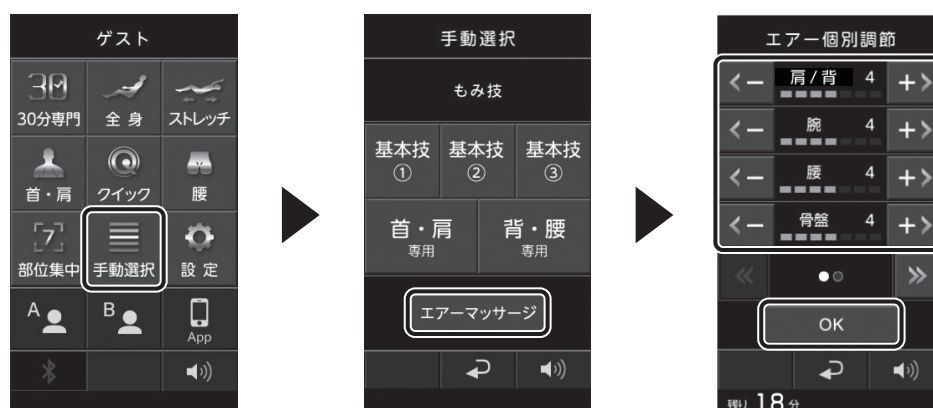 ゲスト
30
30分専門
全身
ストレッチ
首・肩
クイック
腰
7
部位集中
手動選択
設定
A
B
App
手動選択
もみ技
基本技
①
基本技
②
基本技
③
首・肩
専用
背・腰
専用
エアーマッサージ
エアー個別調節
肩/背 4
腕 4
腰 4
骨盤 4
OK
残り 18分